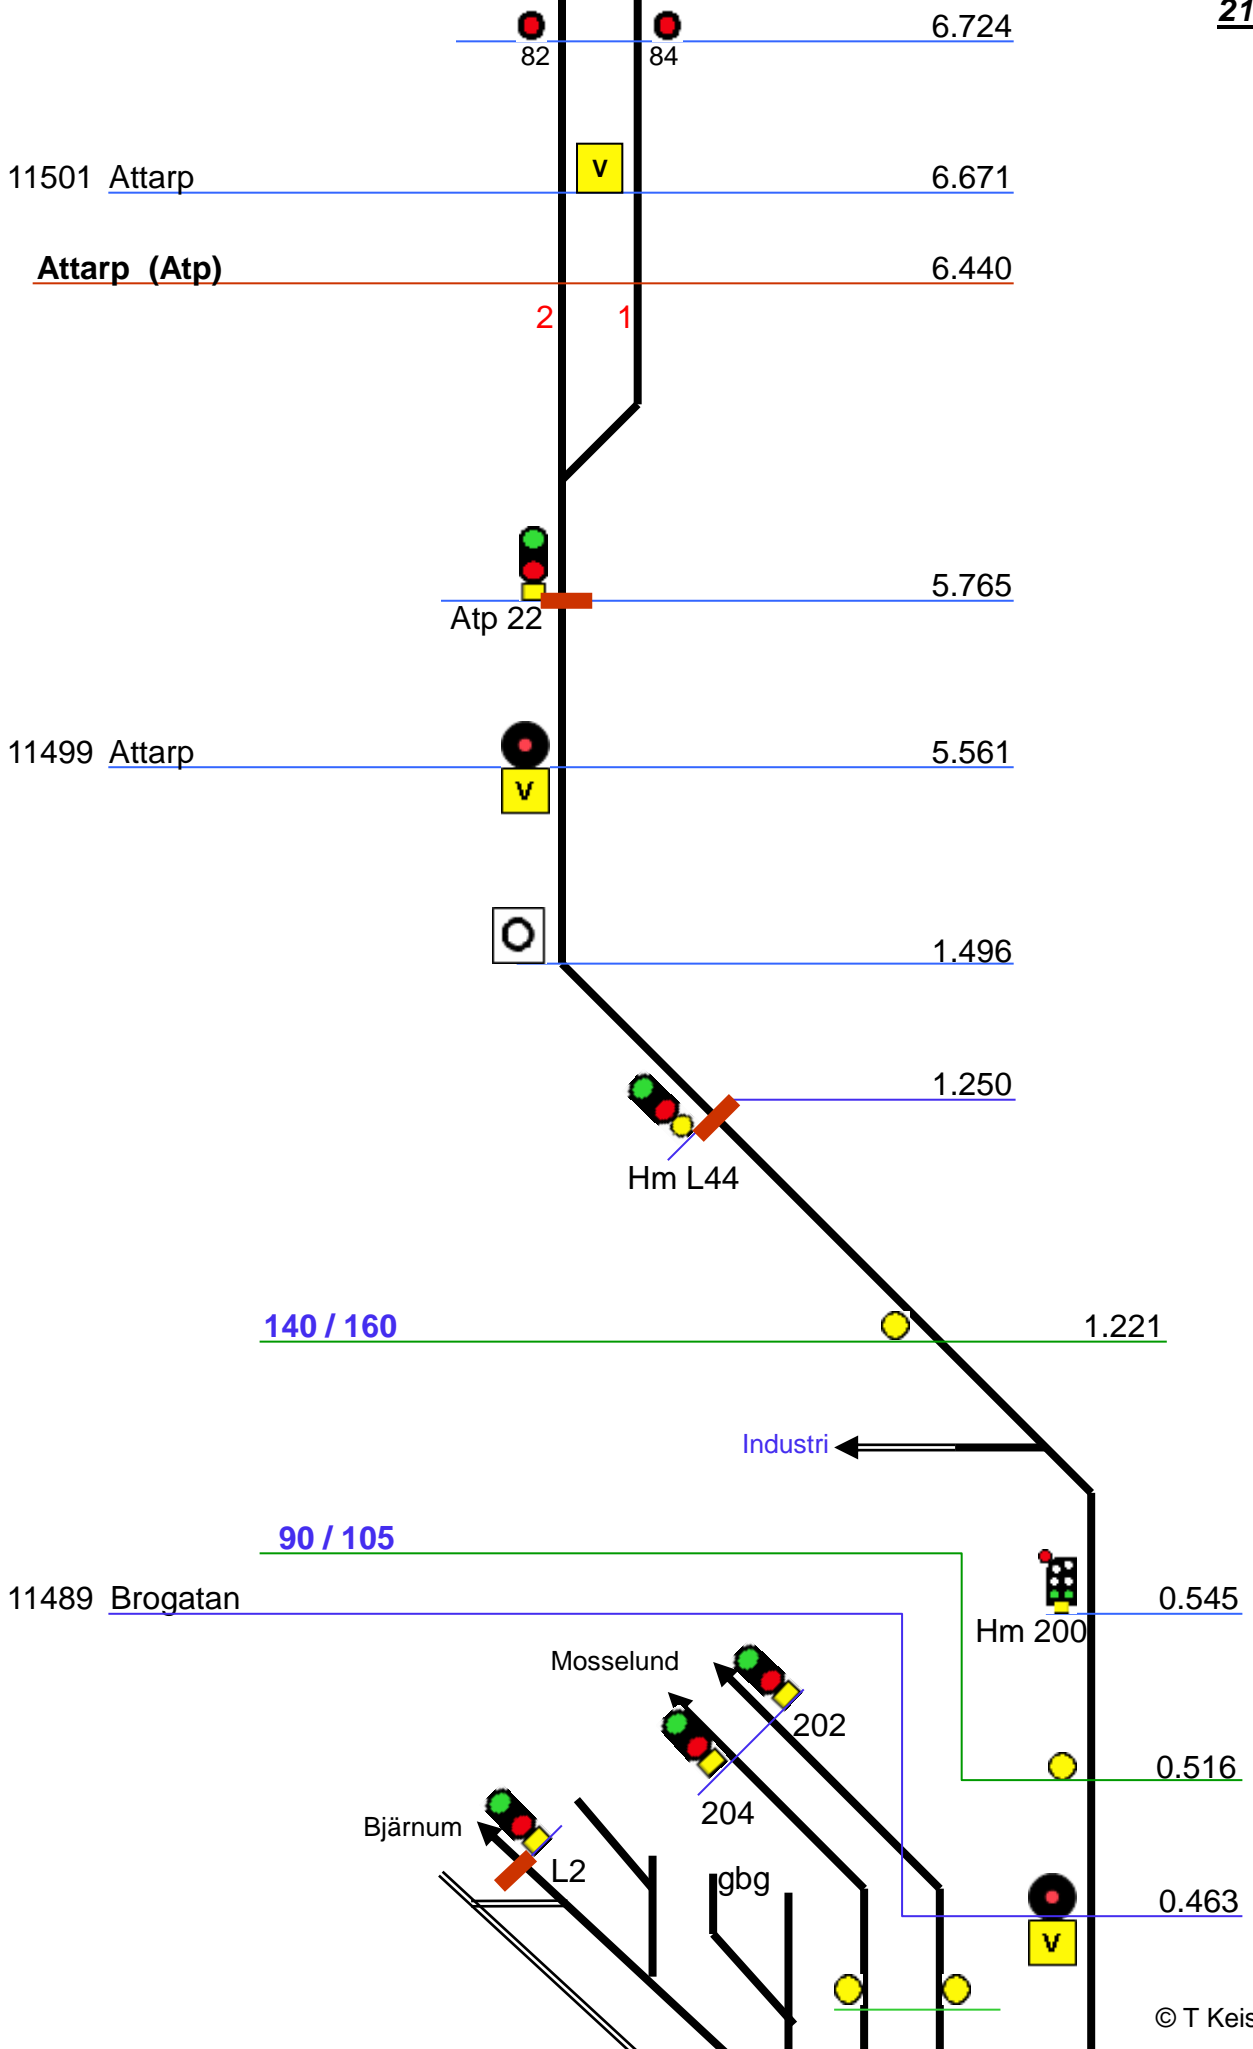 21
6.724
82 84
V
11501 Attarp 6.671
Attarp (Atp) 6.440
2 1
5.765
Atp 22
11499 Attarp 5.561
V
O
1.496
1.250
Hm L44
140 / 160 1.221
Industri
90 / 105
11489 Brogatan 0.545
Hm 200
Mosselund
202
0.516
204
Bjärnum
L2
gbg
0.463
V
© T Keis